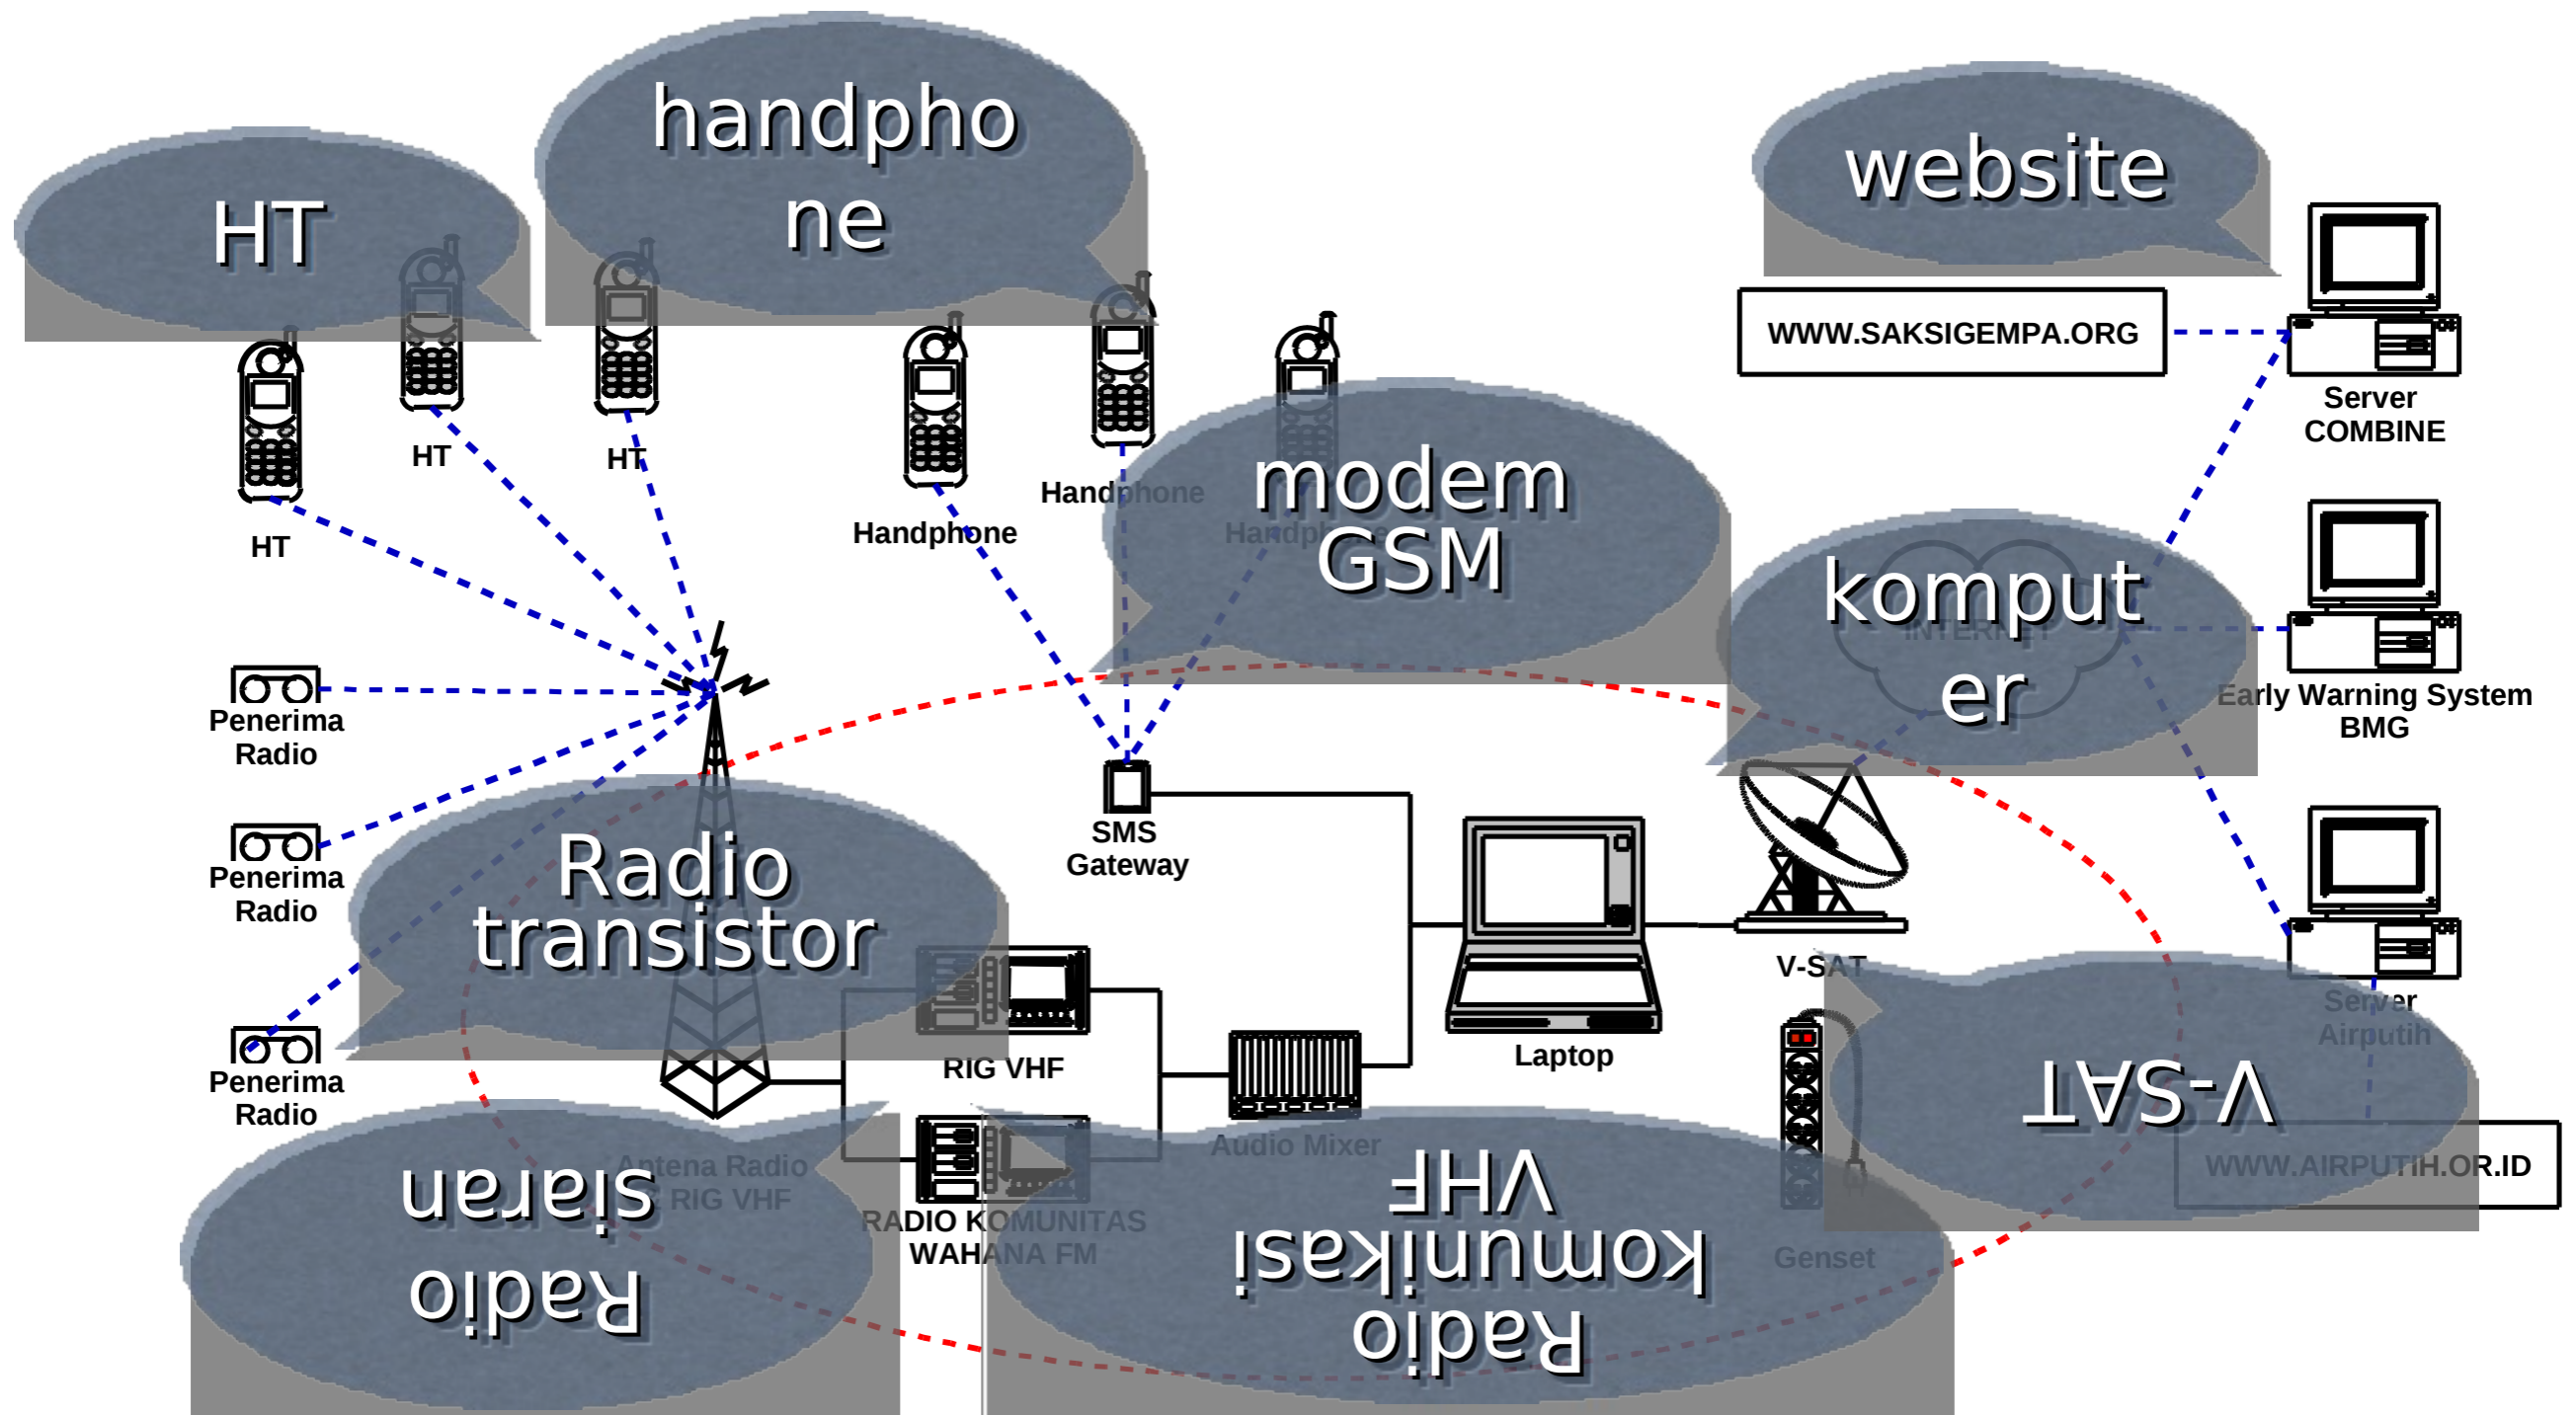 HT
handpho
ne
website
WWW.SAKSIGEMPA.ORG
Server
COMBINE
HT
HT
HT
Handphone
Handphone
Handphone
modem
GSM
komput
er
INTERNET
Early Warning System
BMG
Penerima
Radio
Penerima
Radio
Penerima
Radio
Radio
transistor
SMS
Gateway
RIG VHF
Laptop
V-SAT
Server
Airputih
V-SAT
WWW.AIRPUTIH.OR.ID
Audio Mixer
Antena Radio
RIG VHF
RADIO KOMUNITAS
WAHANA FM
Genset
Radio
siaran
Radio
komunikasi
VHF